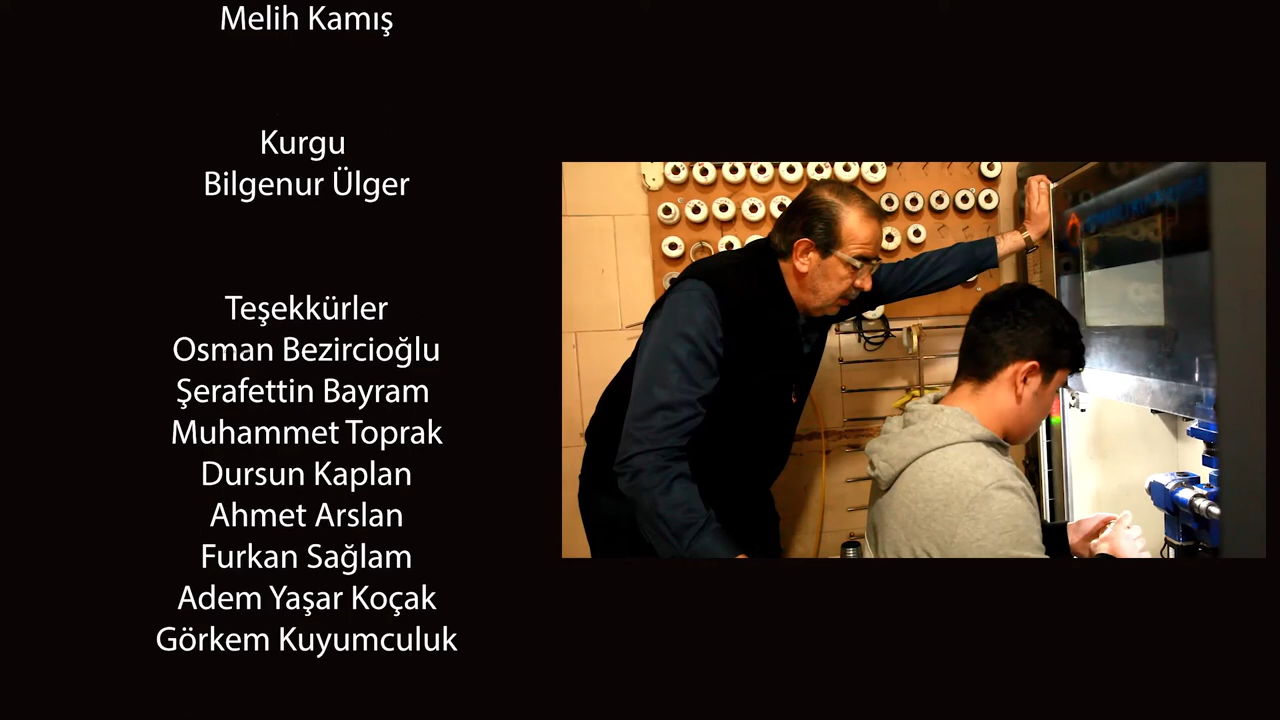 Melih Kamış
Kurgu
Bilgenur Ülger
Teşekkürler
Osman Bezircioğlu
Şerafettin Bayram
Muhammet Toprak
Dursun Kaplan
Ahmet Arslan
Furkan Sağlam
Adem Yaşar Koçak
Görkem Kuyumculuk